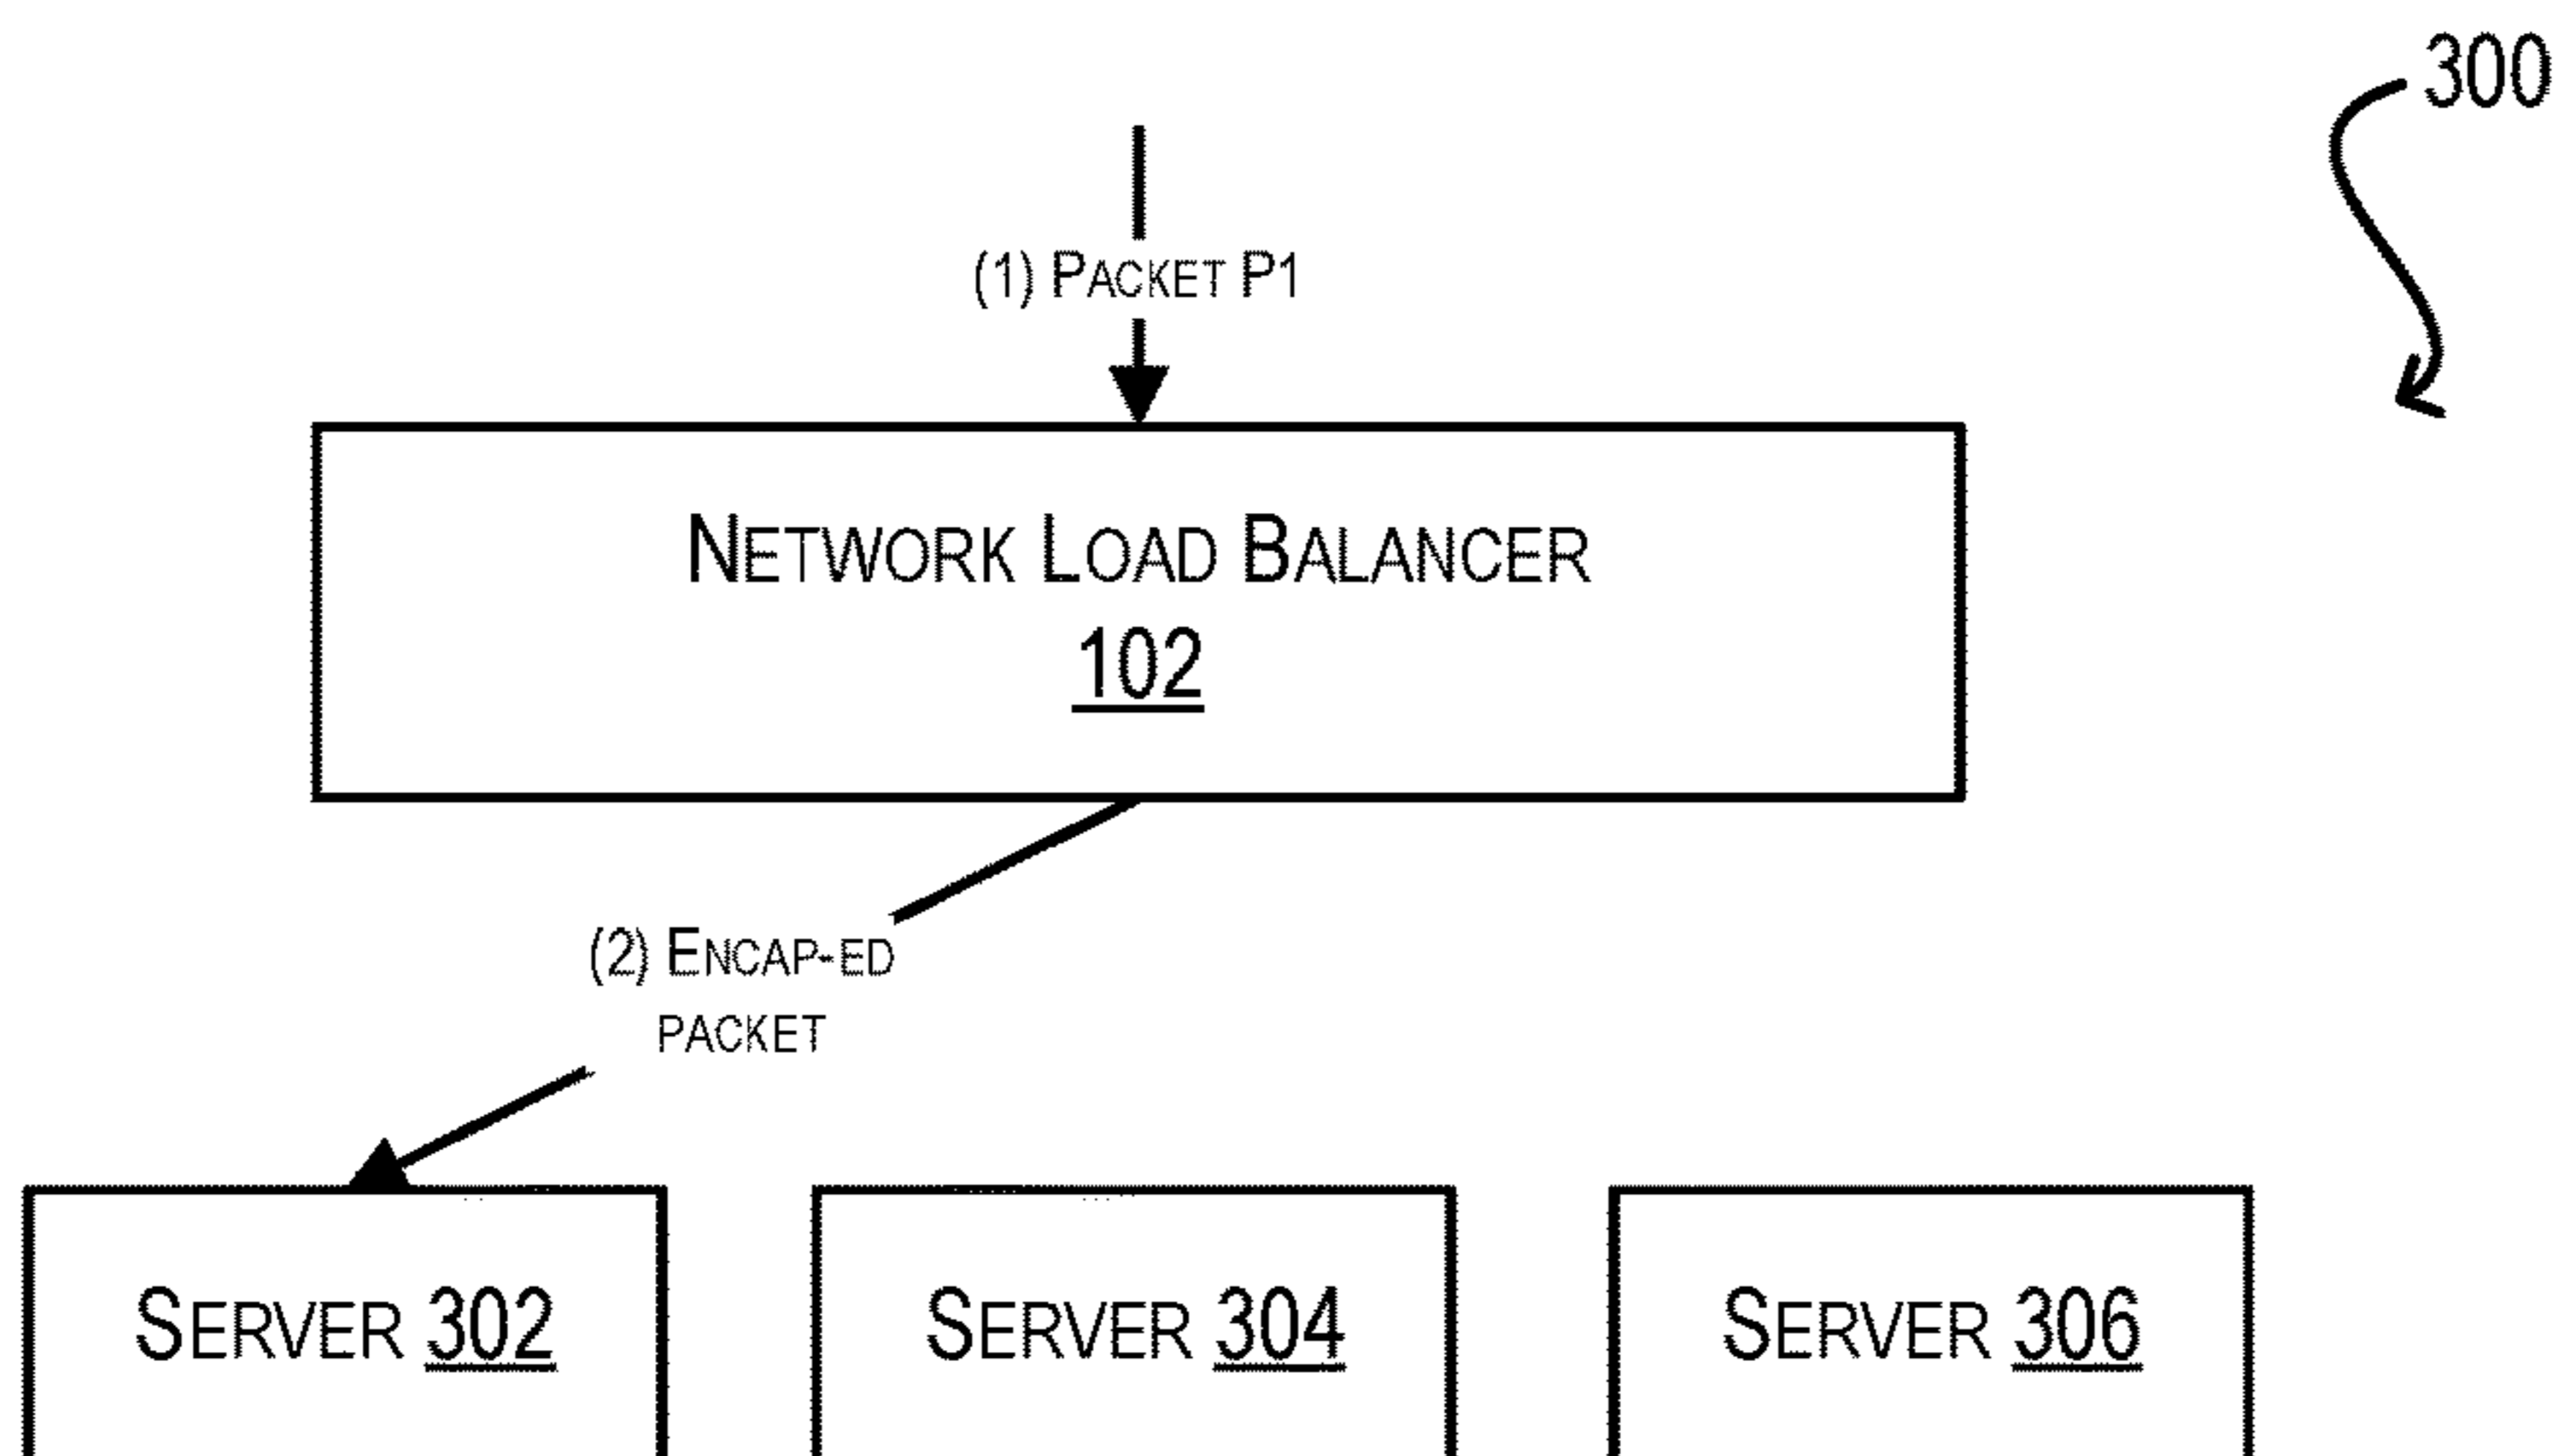 300
(1) PACKET P1
NETWORK LOAD BALANCER
102
(2) ENCAP-ED
PACKET
SERVER 302
SERVER 304
SERVER 306